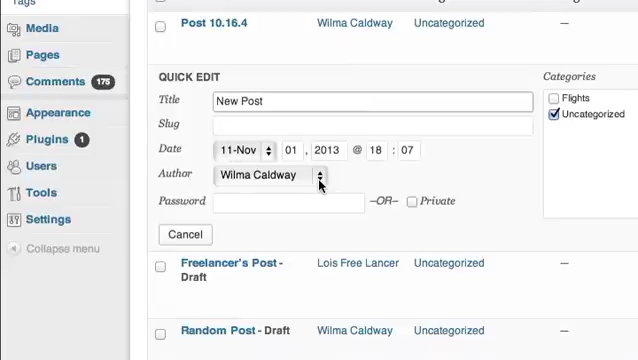 Tags
Media
Pages
Comments 175
Appearance
Plugins 1
Users
Tools
Settings
Collapse menu
Post 10.16.4 Wilma Caldway Uncategorized —
QUICK EDIT Categories
Title New Post
Flights
Slug
Uncategorized
Date 11-Nov 01 , 2013 @ 18 : 07
Author Wilma Caldway
Password –OR– Private
Cancel
Freelancer's Post - Lois Free Lancer Uncategorized —
Draft
Random Post - Draft Wilma Caldway Uncategorized —